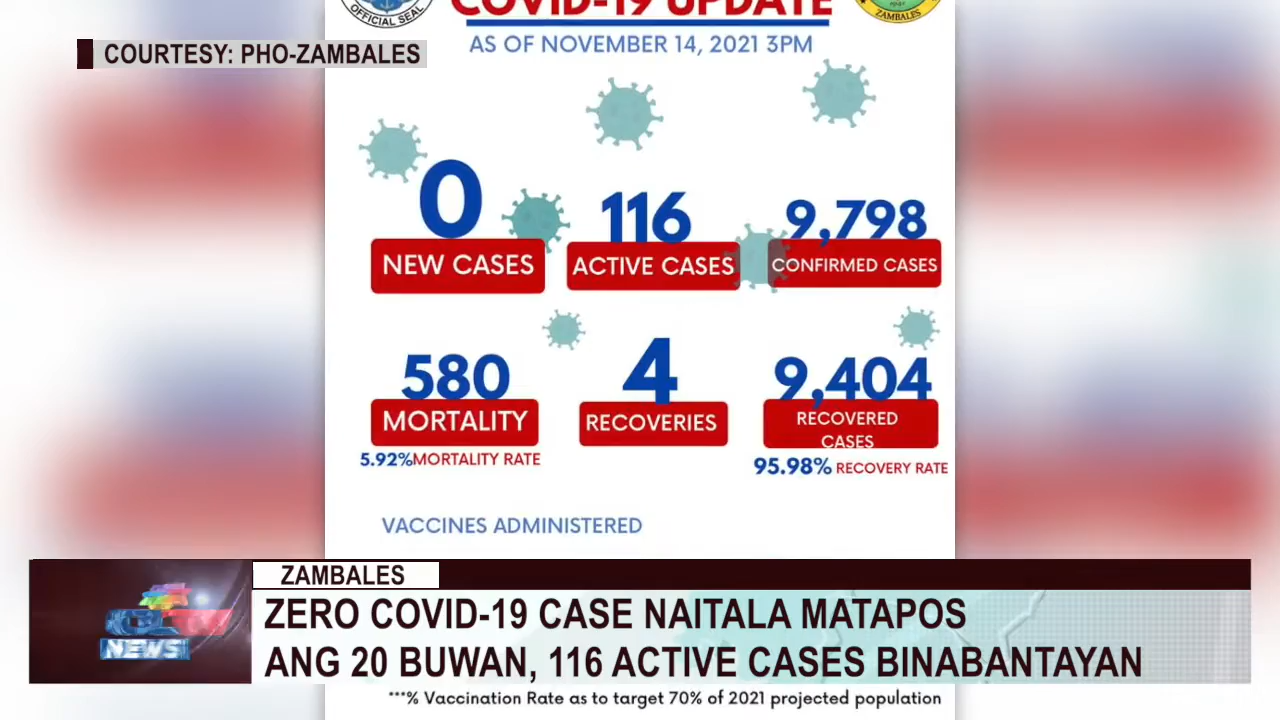 OFFICIAL SEAL
COVID-19 UPDATE
ZAMBALES
AS OF NOVEMBER 14, 2021 3PM
COURTESY: PHO-ZAMBALES
0
NEW CASES
116
ACTIVE CASES
9,798
CONFIRMED CASES
580
MORTALITY
5.92% MORTALITY RATE
4
RECOVERIES
9,404
RECOVERED
CASES
95.98% RECOVERY RATE
VACCINES ADMINISTERED
ZAMBALES
NEWS
ZERO COVID-19 CASE NAITALA MATAPOS
ANG 20 BUWAN, 116 ACTIVE CASES BINABANTAYAN
***% Vaccination Rate as to target 70% of 2021 projected population